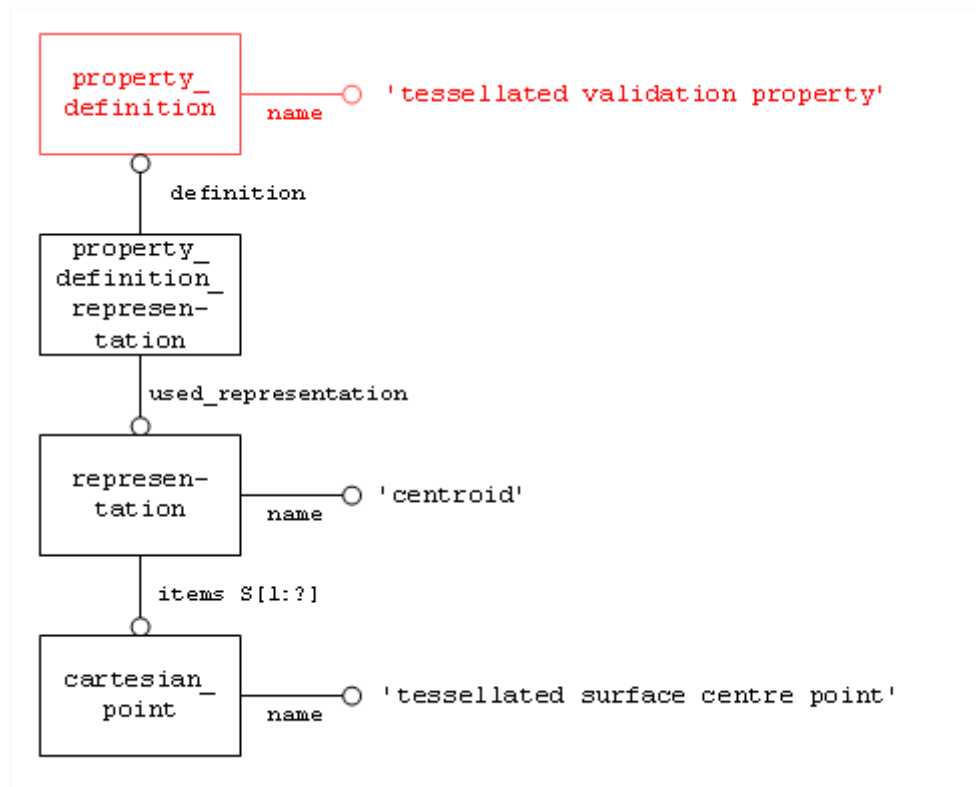 property_
definition
name
'tessellated validation property'
definition
property_
definition_
represen-
tation
used_representation
represen-
tation
name
'centroid'
items S[1:?]
cartesian_
point
name
'tessellated surface centre point'